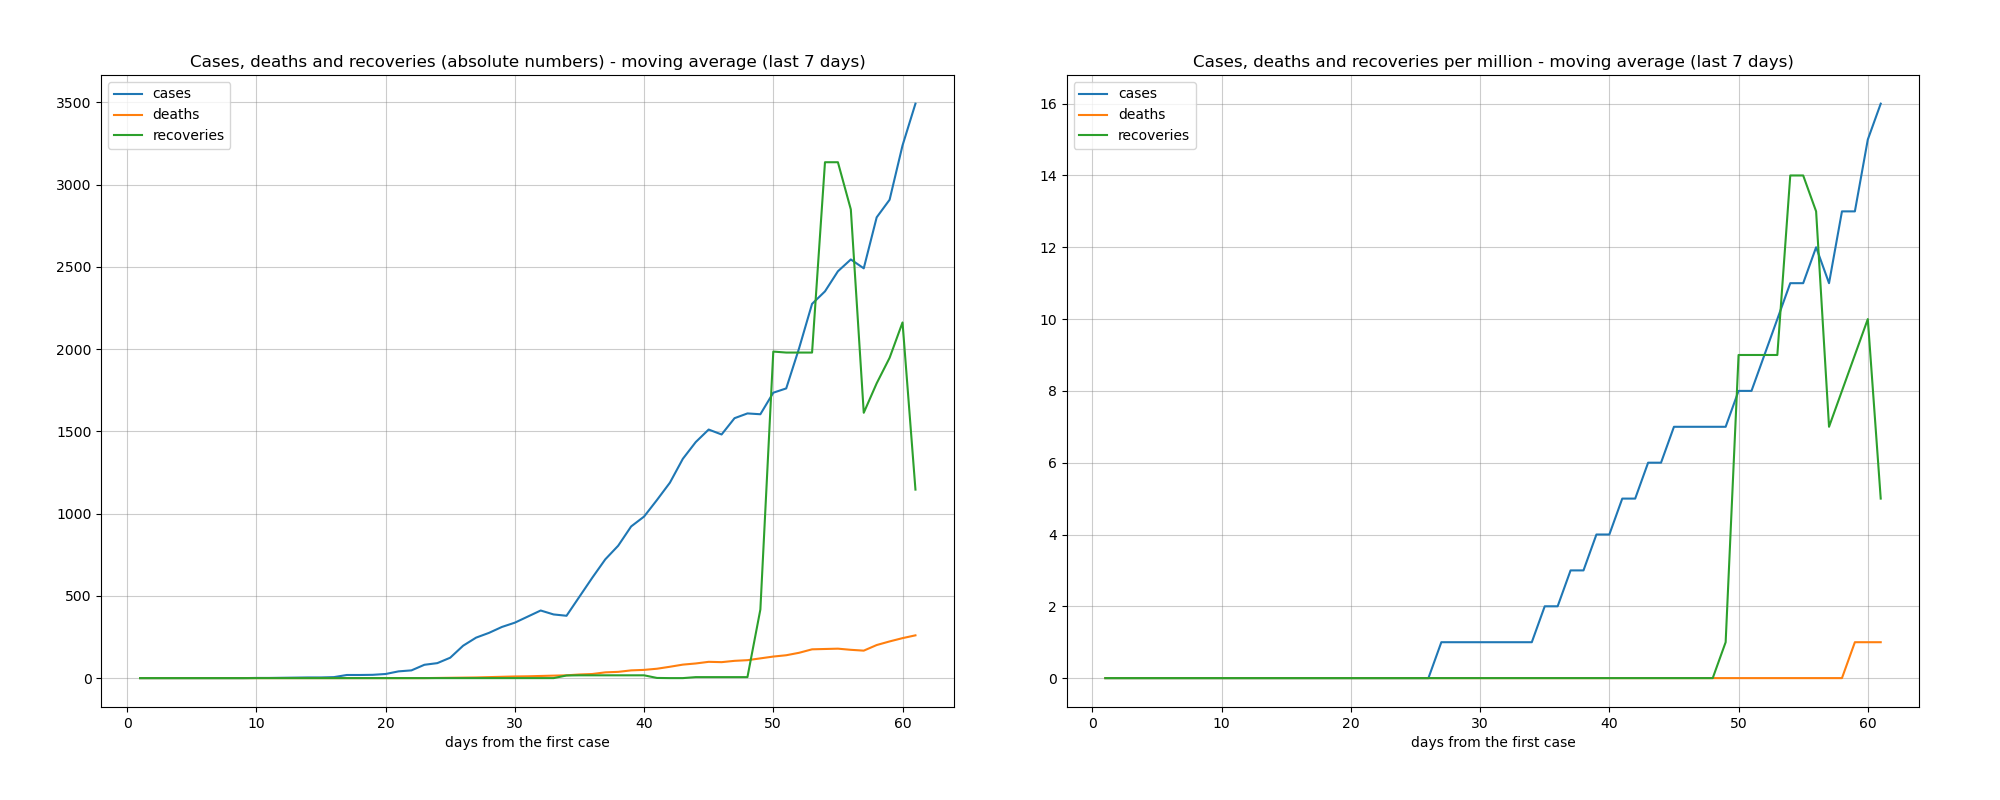 Cases, deaths and recoveries (absolute numbers) - moving average (last 7 days)
cases
deaths
recoveries
3500
3000
2500
2000
1500
1000
500
0
0 10 20 30 40 50 60
days from the first case
Cases, deaths and recoveries per million - moving average (last 7 days)
cases
deaths
recoveries
16
14
12
10
8
6
4
2
0
0 10 20 30 40 50 60
days from the first case